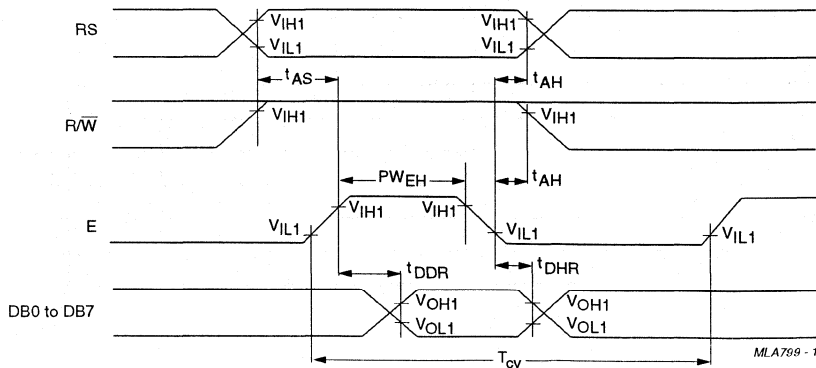 RS
VIH1
VIL1
VIH1
VIL1
tAS
tAH
R/W̅
VIH1
VIH1
PWEH
tAH
E
VIL1
VIH1
VIH1
VIL1
VIL1
tDDR
tDHR
DB0 to DB7
VOH1
VOL1
VOH1
VOL1
Tcy
MLA799 - 1